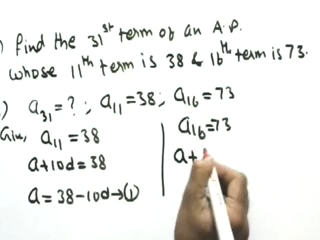 ) Find the 31st term of an A.P.
whose 11th term is 38 & 16th term is 73.
) a31 = ? ; a11 = 38 ; a16 = 73
Given, a11 = 38
a + 10d = 38
a = 38 - 10d → (1)
a16 = 73
a +